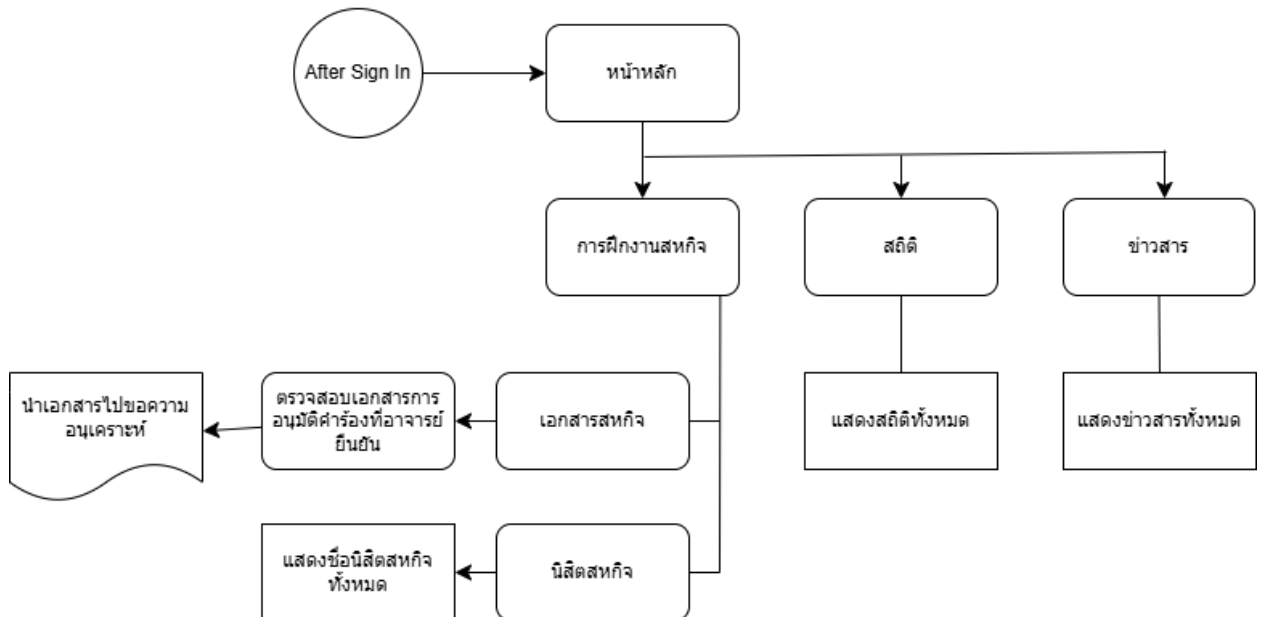 After Sign In
หน้าหลัก
การฝึกงานสหกิจ
สถิติ
ข่าวสาร
นำเอกสารไปขอความ
อนุเคราะห์
ตรวจสอบเอกสารการ
อนุมัติคำร้องที่อาจารย์
ยืนยัน
เอกสารสหกิจ
แสดงสถิติทั้งหมด
แสดงข่าวสารทั้งหมด
แสดงชื่อนิสิตสหกิจ
ทั้งหมด
นิสิตสหกิจ